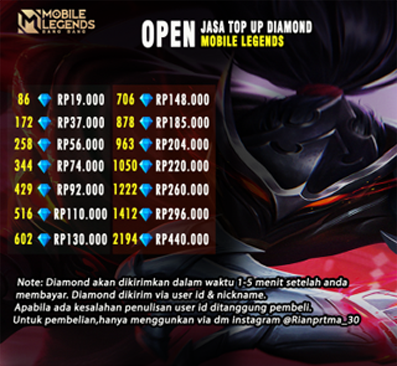 MOBILE
LEGENDS
BANG BANG
OPEN JASA TOP UP DIAMOND
MOBILE LEGENDS
86 RP19.000
172 RP37.000
258 RP56.000
344 RP74.000
429 RP92.000
516 RP110.000
602 RP130.000
706 RP148.000
878 RP185.000
963 RP204.000
1050 RP220.000
1222 RP260.000
1412 RP296.000
2194 RP440.000
Note: Diamond akan dikirimkan dalam waktu 1-5 menit setelah anda
membayar. Diamond dikirim via user id & nickname.
Apabila ada kesalahan penulisan user id ditanggung pembeli.
Untuk pembelian,hanya menggunkan via dm instagram @Rianprtma_30